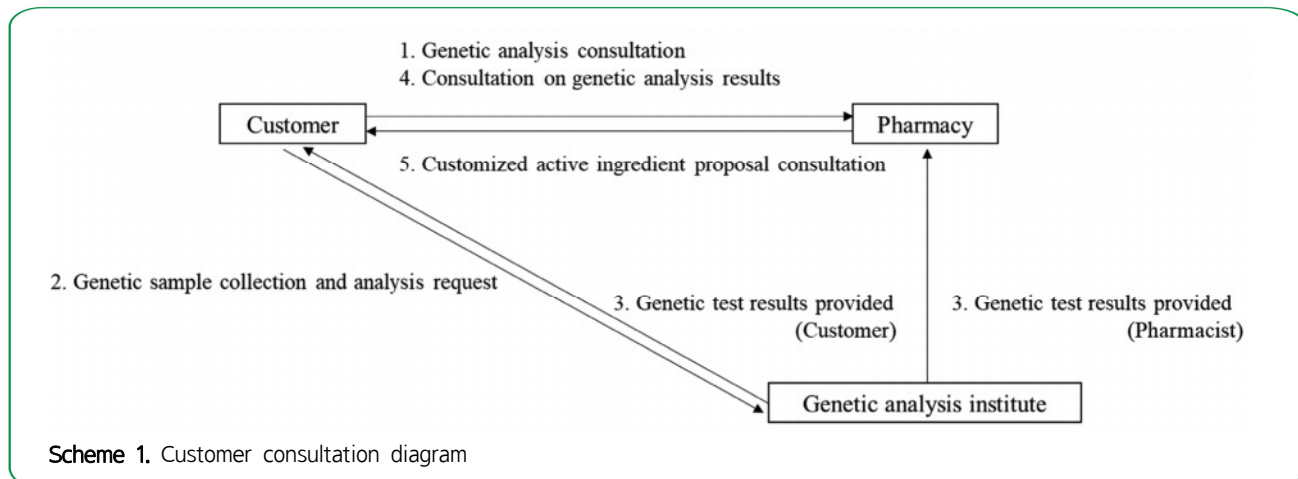 1. Genetic analysis consultation
4. Consultation on genetic analysis results
Customer
Pharmacy
5. Customized active ingredient proposal consultation
2. Genetic sample collection and analysis request
3. Genetic test results provided
(Customer)
3. Genetic test results provided
(Pharmacist)
Genetic analysis institute
Scheme 1. Customer consultation diagram